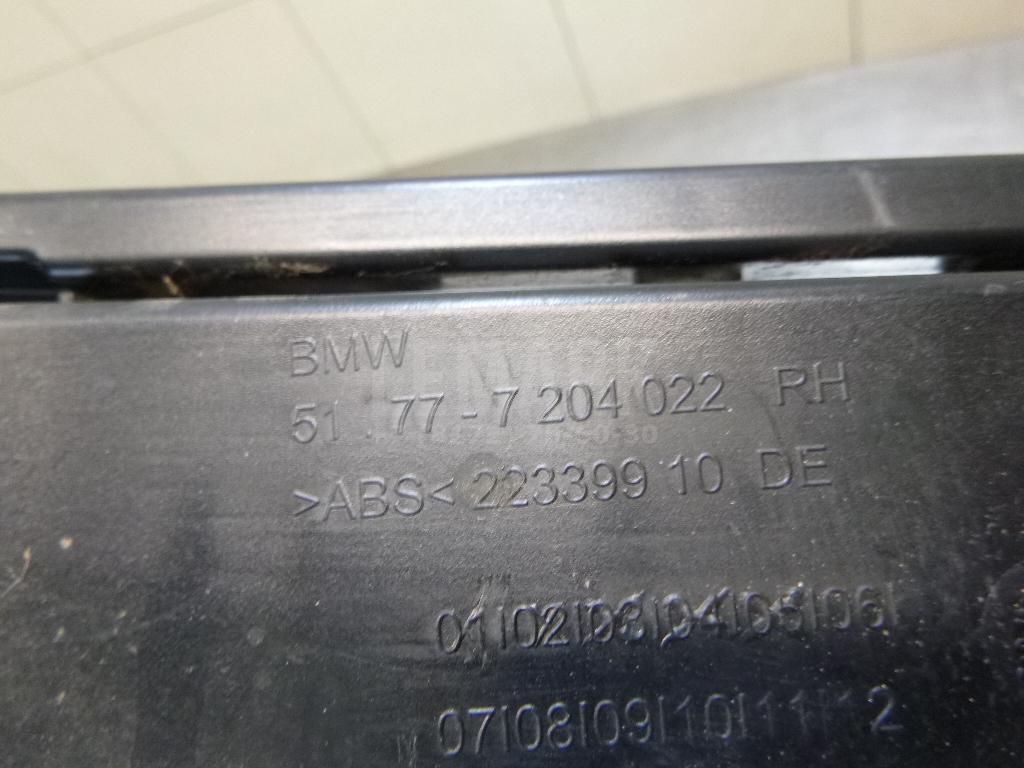 BMW
51 . 77 - 7 204 022 RH
>ABS< 223399 10 DE
01|02|03|04|05|06|
07|08|09|10|11|12